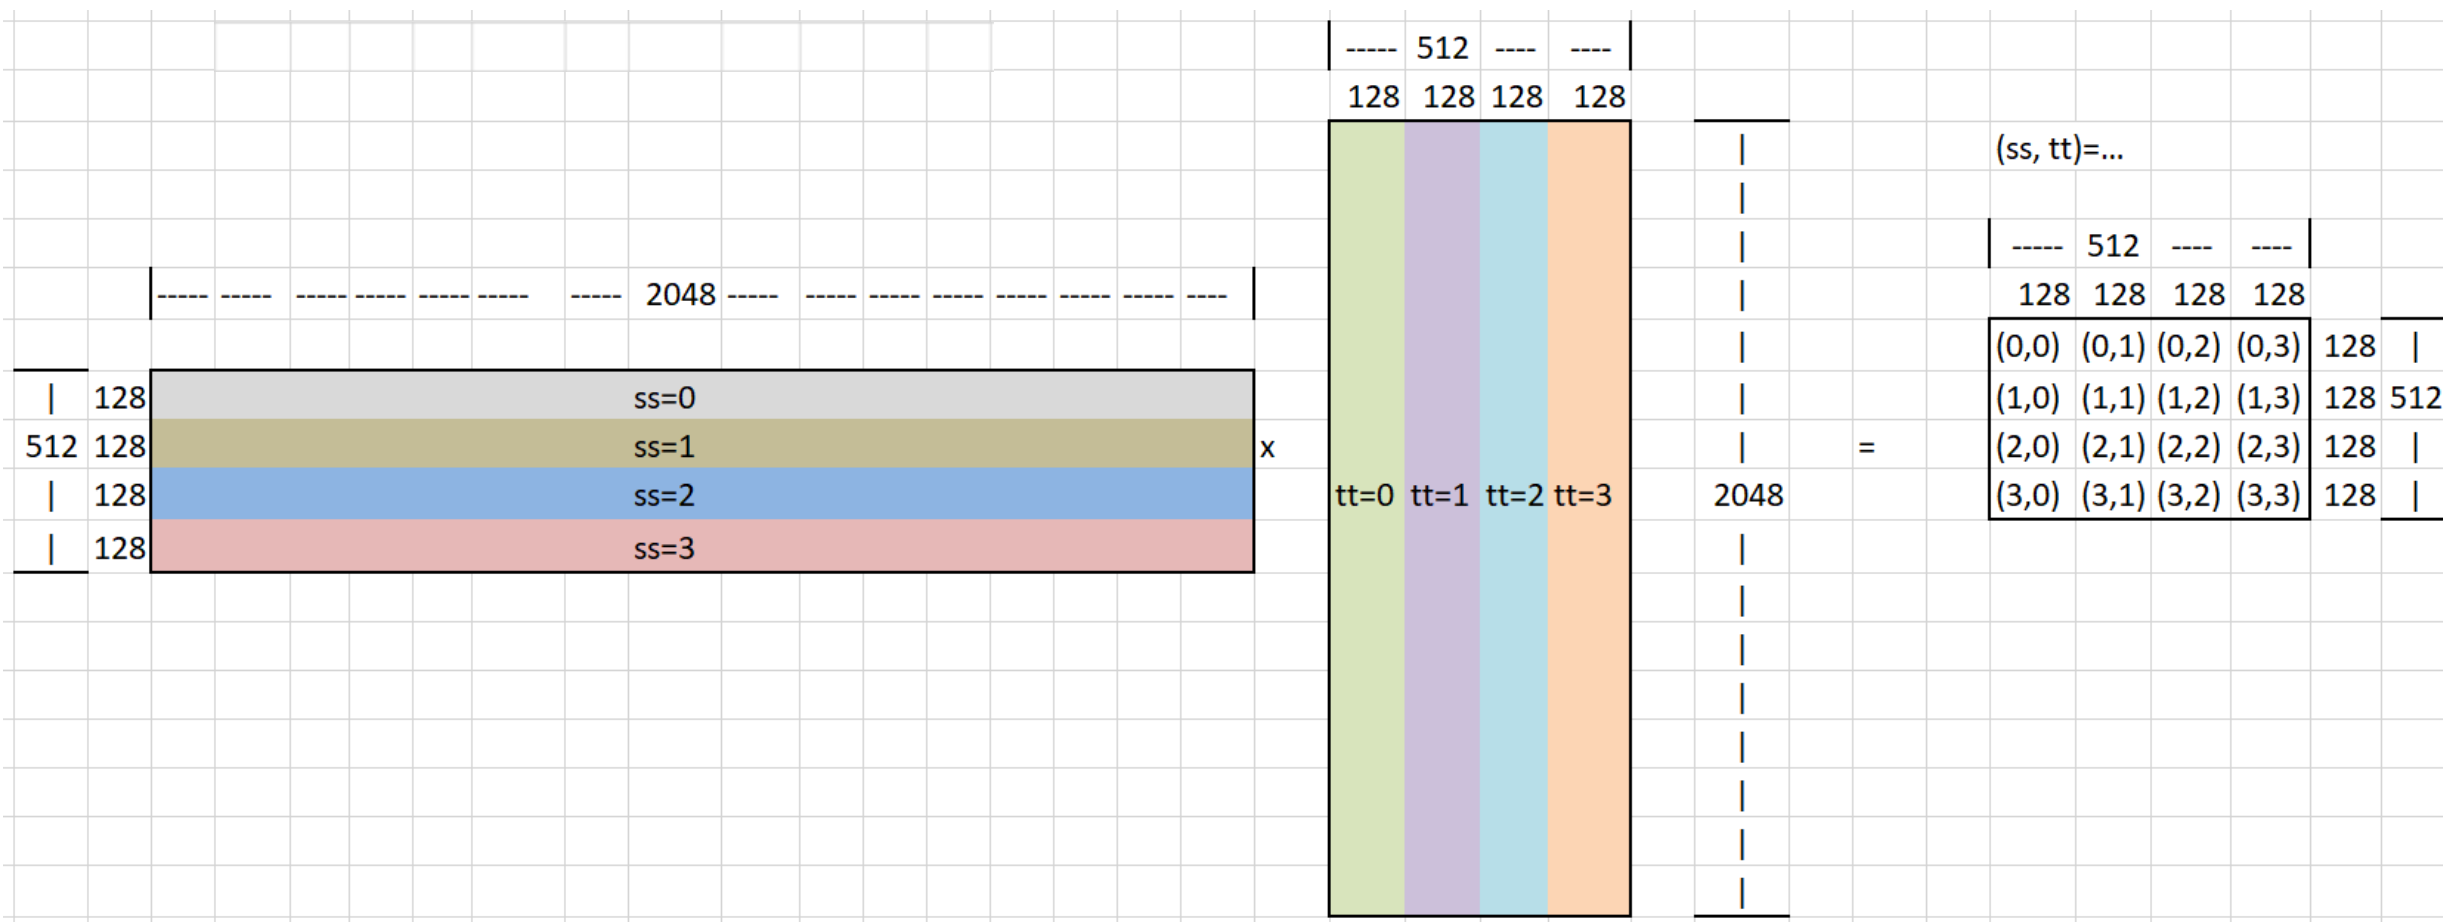 ----- 512 ---- ----
128 128 128 128
|
(ss, tt)=...
|
|
----- 512 ---- ----
----- ----- ----- ----- ----- ----- ----- 2048 ----- ----- ----- ----- ----- ----- ----- ----
|
128 128 128 128
|
(0,0) (0,1) (0,2) (0,3) 128 |
| 128 ss=0
|
(1,0) (1,1) (1,2) (1,3) 128 512
512 128 ss=1 x
|
=
(2,0) (2,1) (2,2) (2,3) 128 |
| 128 ss=2
tt=0 tt=1 tt=2 tt=3
2048
(3,0) (3,1) (3,2) (3,3) 128 |
| 128 ss=3
|
|
|
|
|
|
|
|